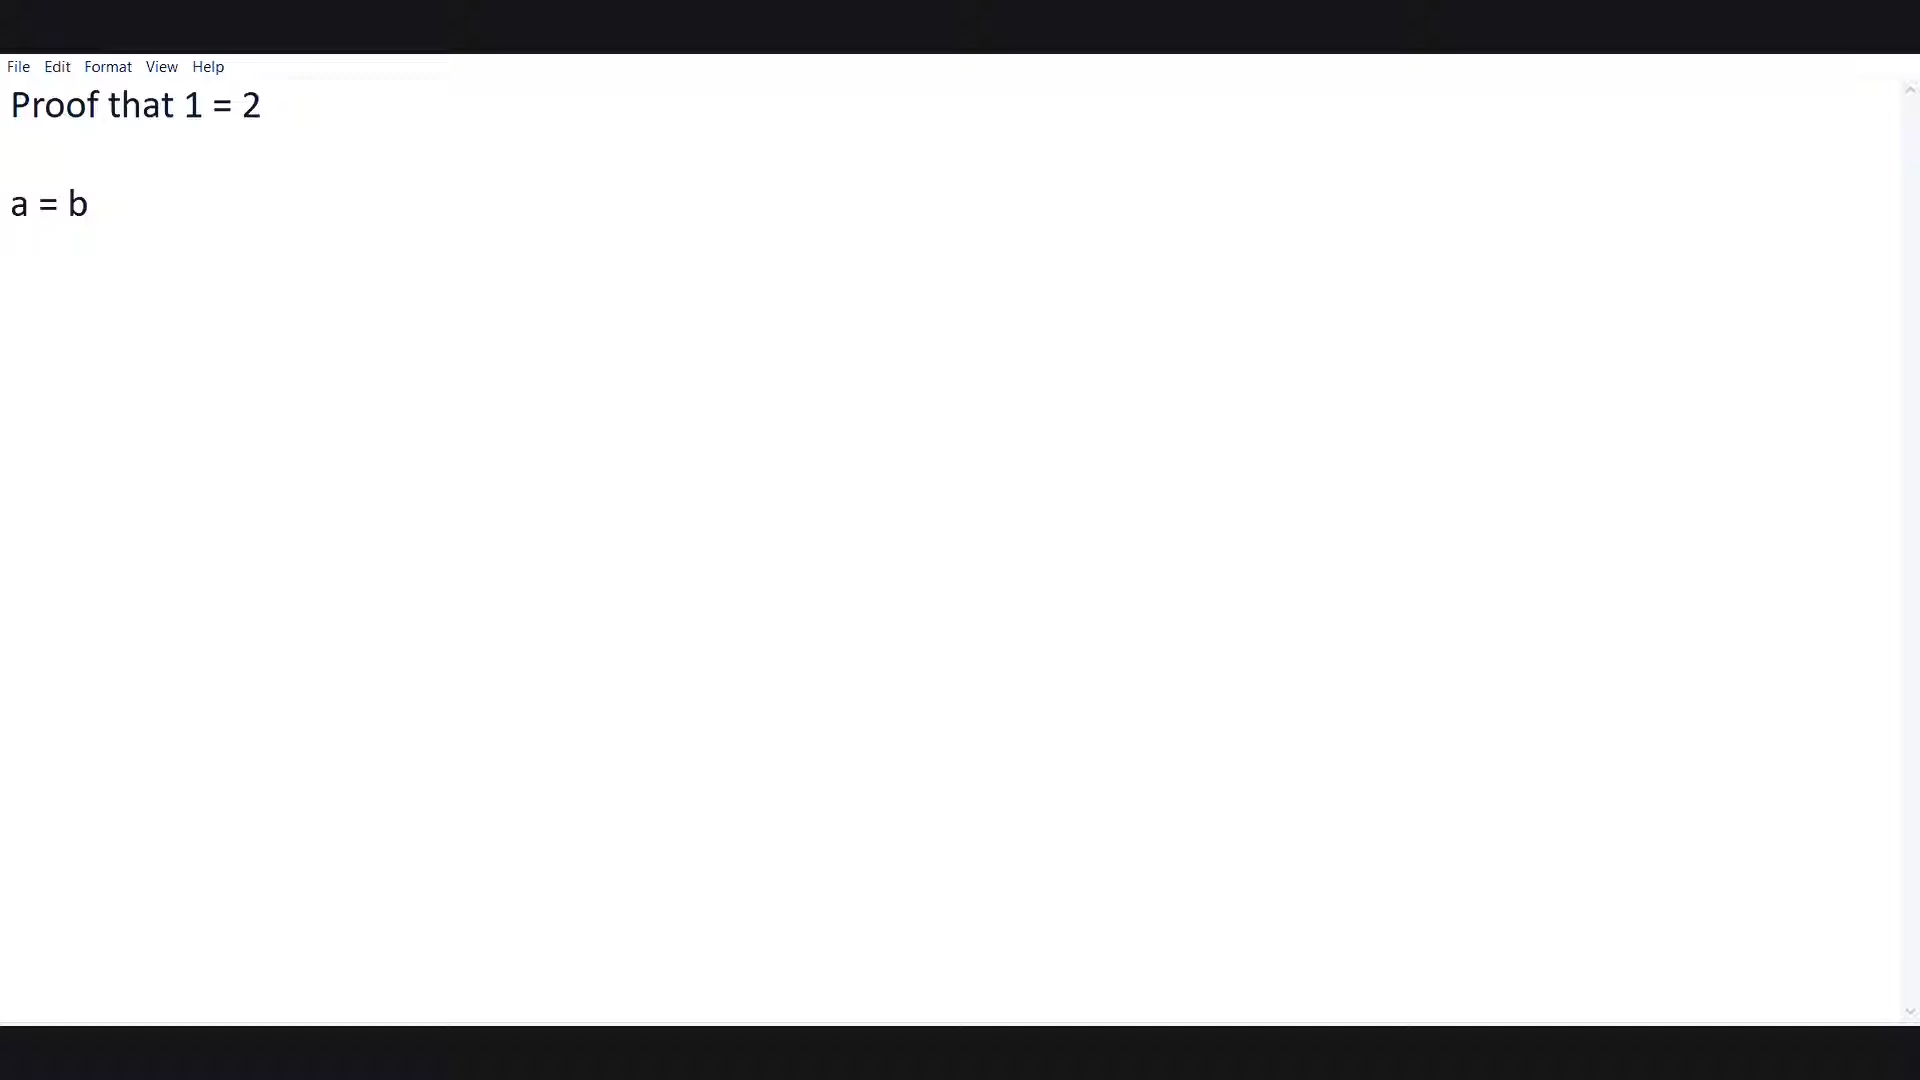 File Edit Format View Help
Proof that 1 = 2
a = b